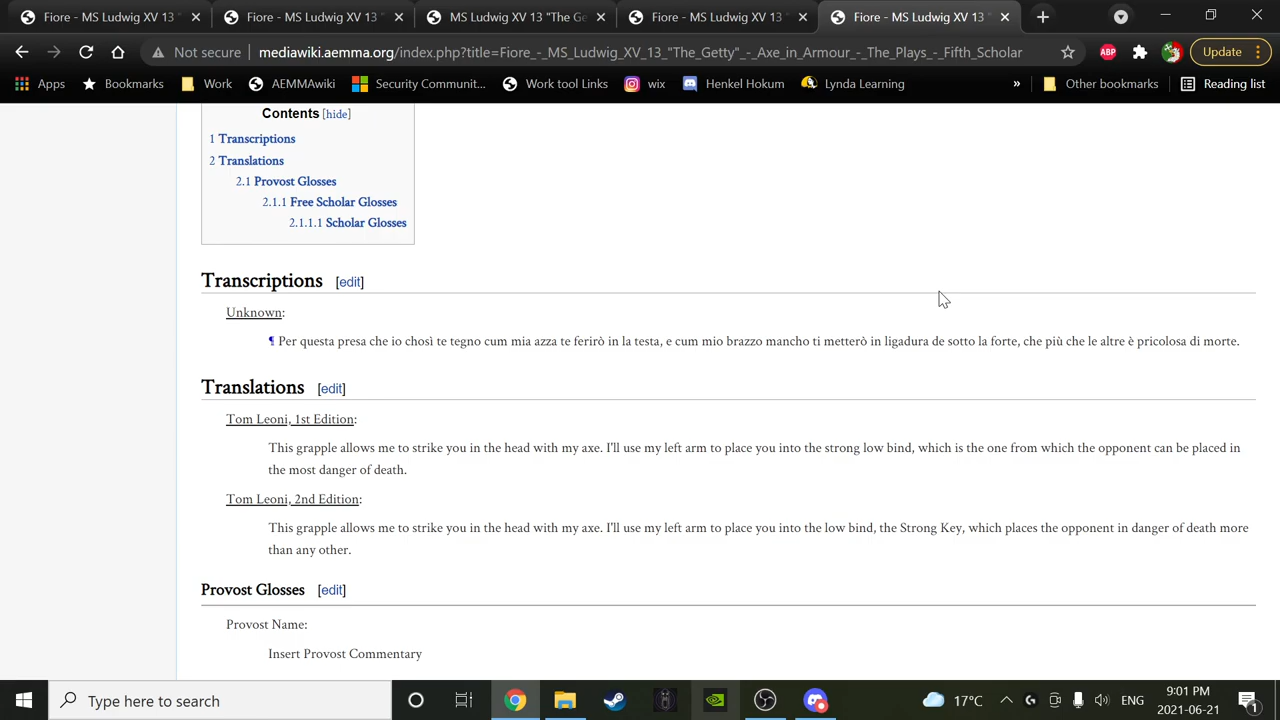 Fiore - MS Ludwig XV 13 "
Fiore - MS Ludwig XV 13 "
MS Ludwig XV 13 "The Ge
Fiore - MS Ludwig XV 13 "
Fiore - MS Ludwig XV 13 "
Not secure mediawiki.aemma.org/index.php?title=Fiore_-_MS_Ludwig_XV_13_"The_Getty"_-_Axe_in_Armour_-_The_Plays_-_Fifth_Scholar ABP Update
Apps Bookmarks Work AEMMAwiki Security Communit... Work tool Links wix Henkel Hokum Lynda Learning » Other bookmarks Reading list
Contents [hide]
1 Transcriptions
2 Translations
2.1 Provost Glosses
2.1.1 Free Scholar Glosses
2.1.1.1 Scholar Glosses
Transcriptions [edit]
Unknown:
¶ Per questa presa che io chosì te tegno cum mia azza te ferirò in la testa, e cum mio brazzo mancho ti metterò in ligadura de sotto la forte, che più che le altre è pricolosa di morte.
Translations [edit]
Tom Leoni, 1st Edition:
This grapple allows me to strike you in the head with my axe. I'll use my left arm to place you into the strong low bind, which is the one from which the opponent can be placed in
the most danger of death.
Tom Leoni, 2nd Edition:
This grapple allows me to strike you in the head with my axe. I'll use my left arm to place you into the low bind, the Strong Key, which places the opponent in danger of death more
than any other.
Provost Glosses [edit]
Provost Name:
Insert Provost Commentary
Type here to search
17°C
ENG
9:01 PM
2021-06-21
1